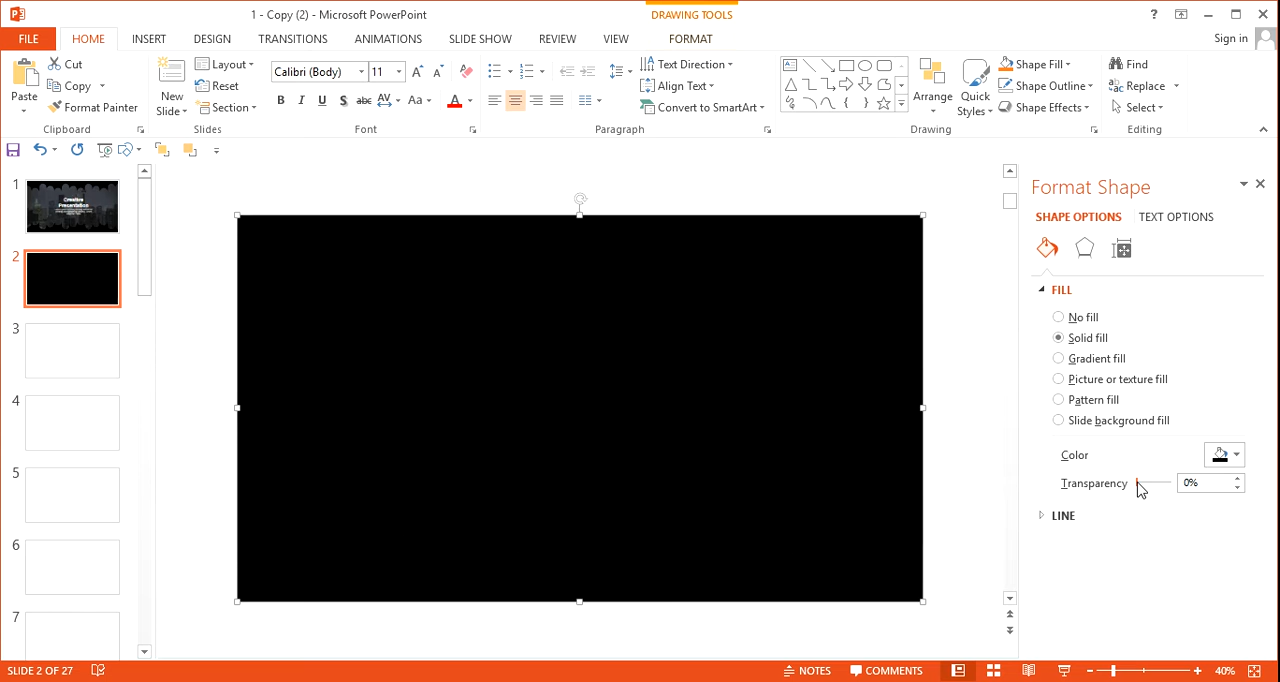 1 - Copy (2) - Microsoft PowerPoint
DRAWING TOOLS
?
FILE HOME INSERT DESIGN TRANSITIONS ANIMATIONS SLIDE SHOW REVIEW VIEW FORMAT
Sign in
Paste
Cut
Copy
Format Painter
Clipboard
New Slide
Layout
Reset
Section
Slides
Calibri (Body) 11
B I U S abc AV Aa A
Font
Text Direction
Align Text
Convert to SmartArt
Paragraph
Arrange
Quick Styles
Shape Fill
Shape Outline
Shape Effects
Drawing
Find
Replace
Select
Editing
1
Creative
Presentation
2
3
4
5
6
7
Format Shape
SHAPE OPTIONS TEXT OPTIONS
FILL
No fill
Solid fill
Gradient fill
Picture or texture fill
Pattern fill
Slide background fill
Color
Transparency 0%
LINE
SLIDE 2 OF 27
NOTES
COMMENTS
40%